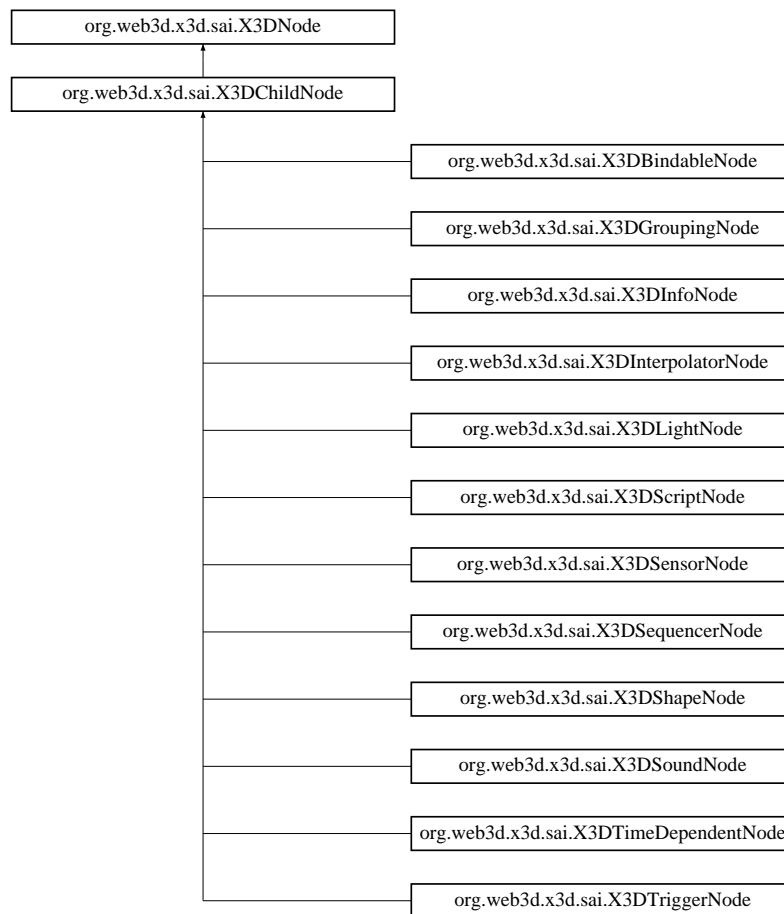 org.web3d.x3d.sai.X3DNode
org.web3d.x3d.sai.X3DChildNode
org.web3d.x3d.sai.X3DBindableNode
org.web3d.x3d.sai.X3DGroupingNode
org.web3d.x3d.sai.X3DInfoNode
org.web3d.x3d.sai.X3DInterpolatorNode
org.web3d.x3d.sai.X3DLightNode
org.web3d.x3d.sai.X3DScriptNode
org.web3d.x3d.sai.X3DSensorNode
org.web3d.x3d.sai.X3DSequencerNode
org.web3d.x3d.sai.X3DShapeNode
org.web3d.x3d.sai.X3DSoundNode
org.web3d.x3d.sai.X3DTimeDependentNode
org.web3d.x3d.sai.X3DTriggerNode